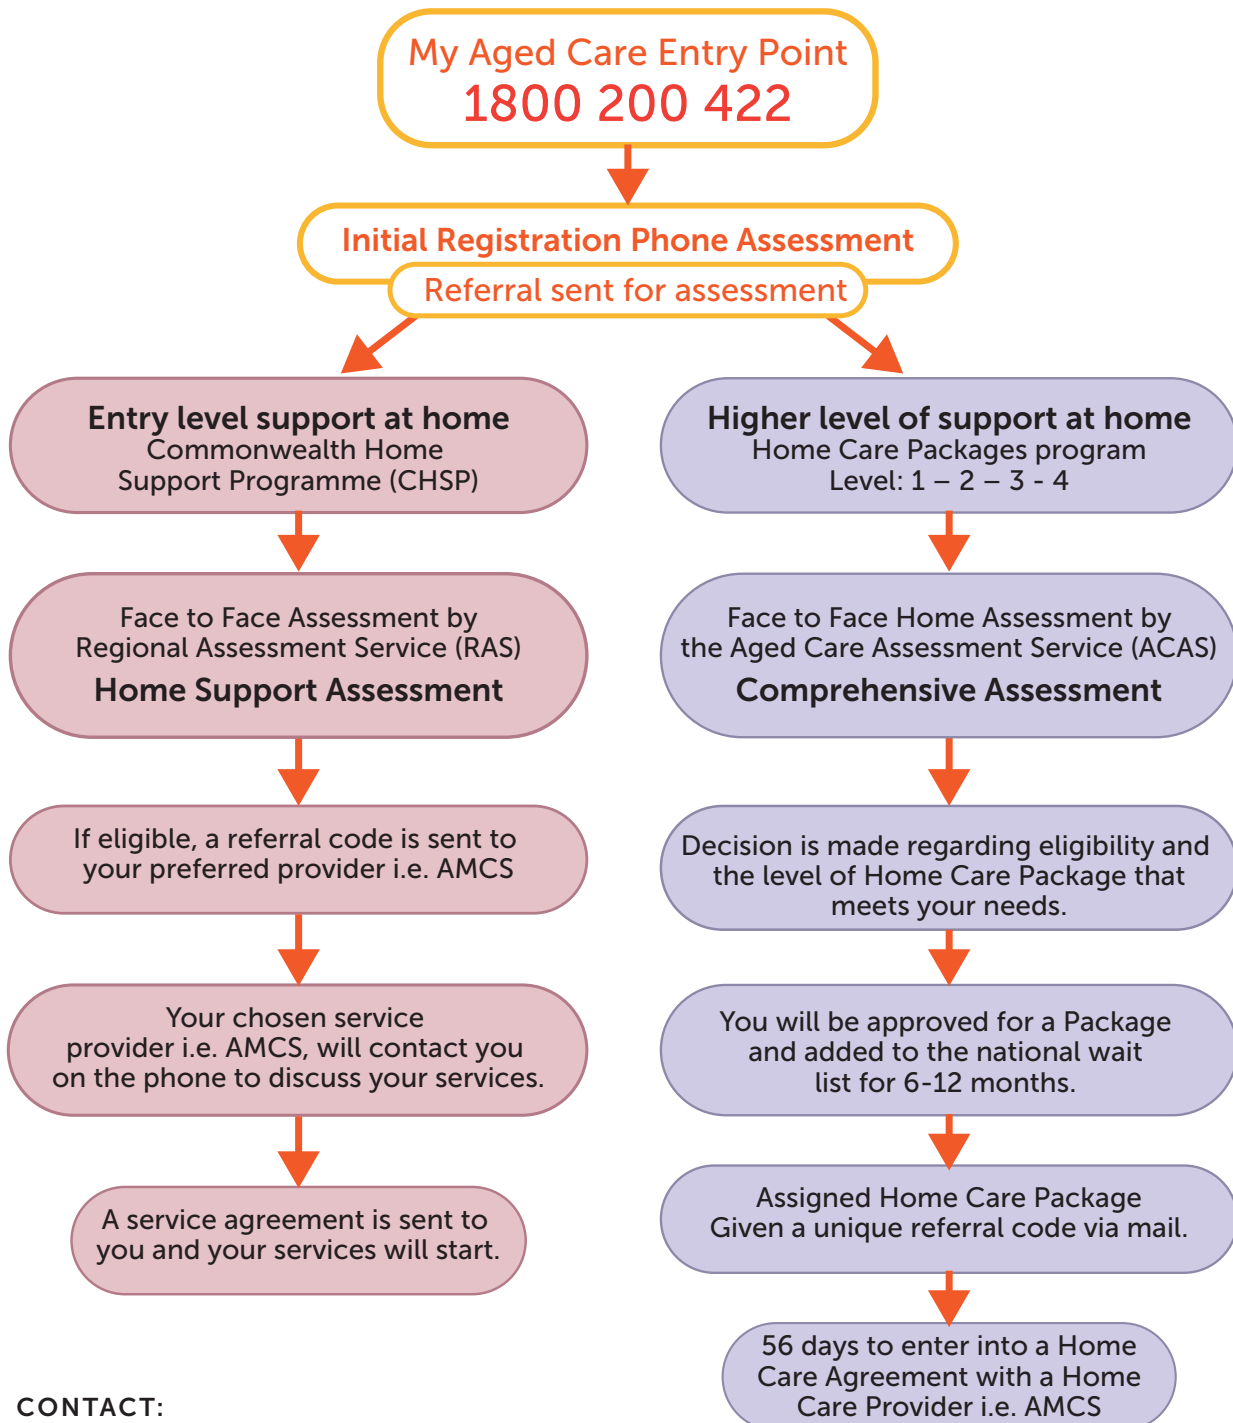 My Aged Care Entry Point
1800 200 422
Initial Registration Phone Assessment
Referral sent for assessment
Entry level support at home
Commonwealth Home
Support Programme (CHSP)
Face to Face Assessment by
Regional Assessment Service (RAS)
Home Support Assessment
If eligible, a referral code is sent to
your preferred provider i.e. AMCS
Your chosen service
provider i.e. AMCS, will contact you
on the phone to discuss your services.
A service agreement is sent to
you and your services will start.
Higher level of support at home
Home Care Packages program
Level: 1 – 2 – 3 - 4
Face to Face Home Assessment by
the Aged Care Assessment Service (ACAS)
Comprehensive Assessment
Decision is made regarding eligibility and
the level of Home Care Package that
meets your needs.
You will be approved for a Package
and added to the national wait
list for 6-12 months.
Assigned Home Care Package
Given a unique referral code via mail.
56 days to enter into a Home
Care Agreement with a Home
Care Provider i.e. AMCS
CONTACT: